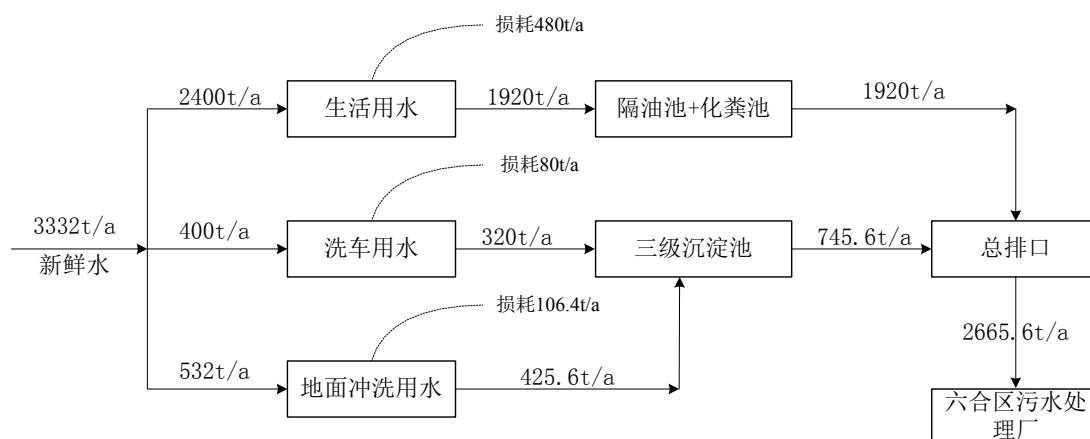 损耗480t/a
2400t/a
生活用水
1920t/a
隔油池+化粪池
1920t/a
损耗80t/a
3332t/a
新鲜水
400t/a
洗车用水
320t/a
三级沉淀池
745.6t/a
总排口
损耗106.4t/a
2665.6t/a
532t/a
地面冲洗用水
425.6t/a
六合区污水处
理厂